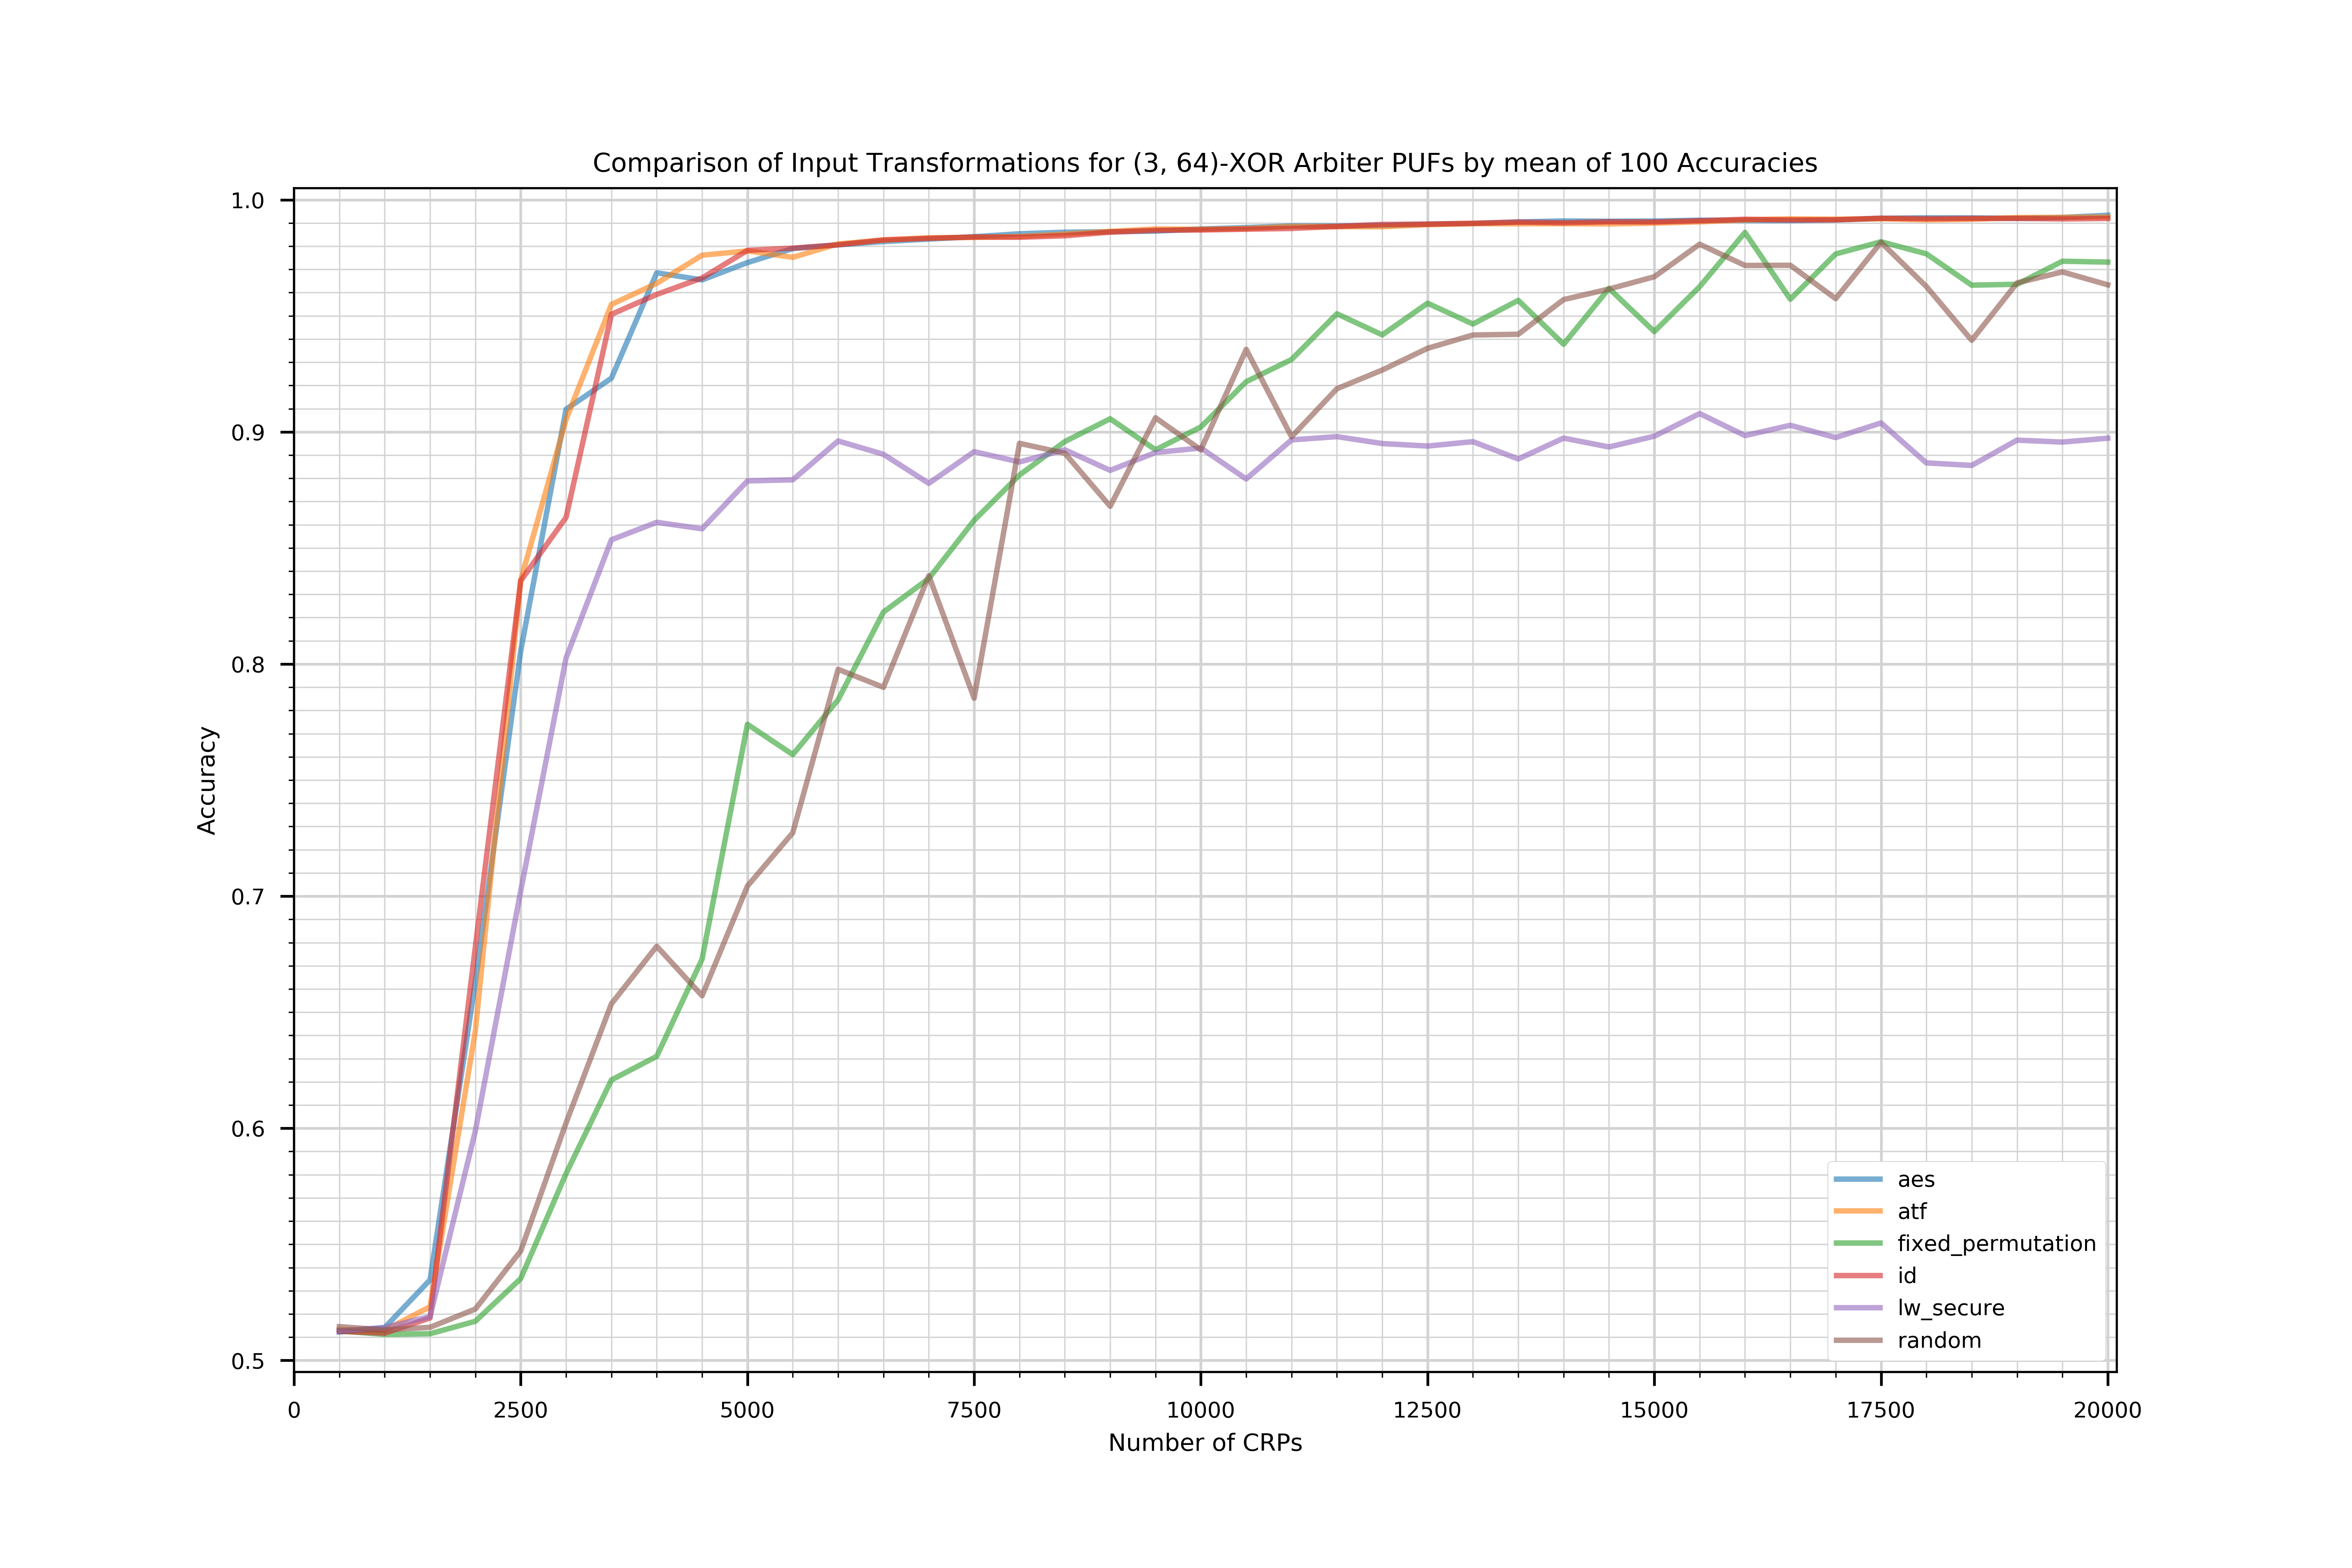 Comparison of Input Transformations for (3, 64)-XOR Arbiter PUFs by mean of 100 Accuracies
1.0
0.9
0.8
0.7
0.6
0.5
Accuracy
0 2500 5000 7500 10000 12500 15000 17500 20000
Number of CRPs
aes
atf
fixed_permutation
id
lw_secure
random